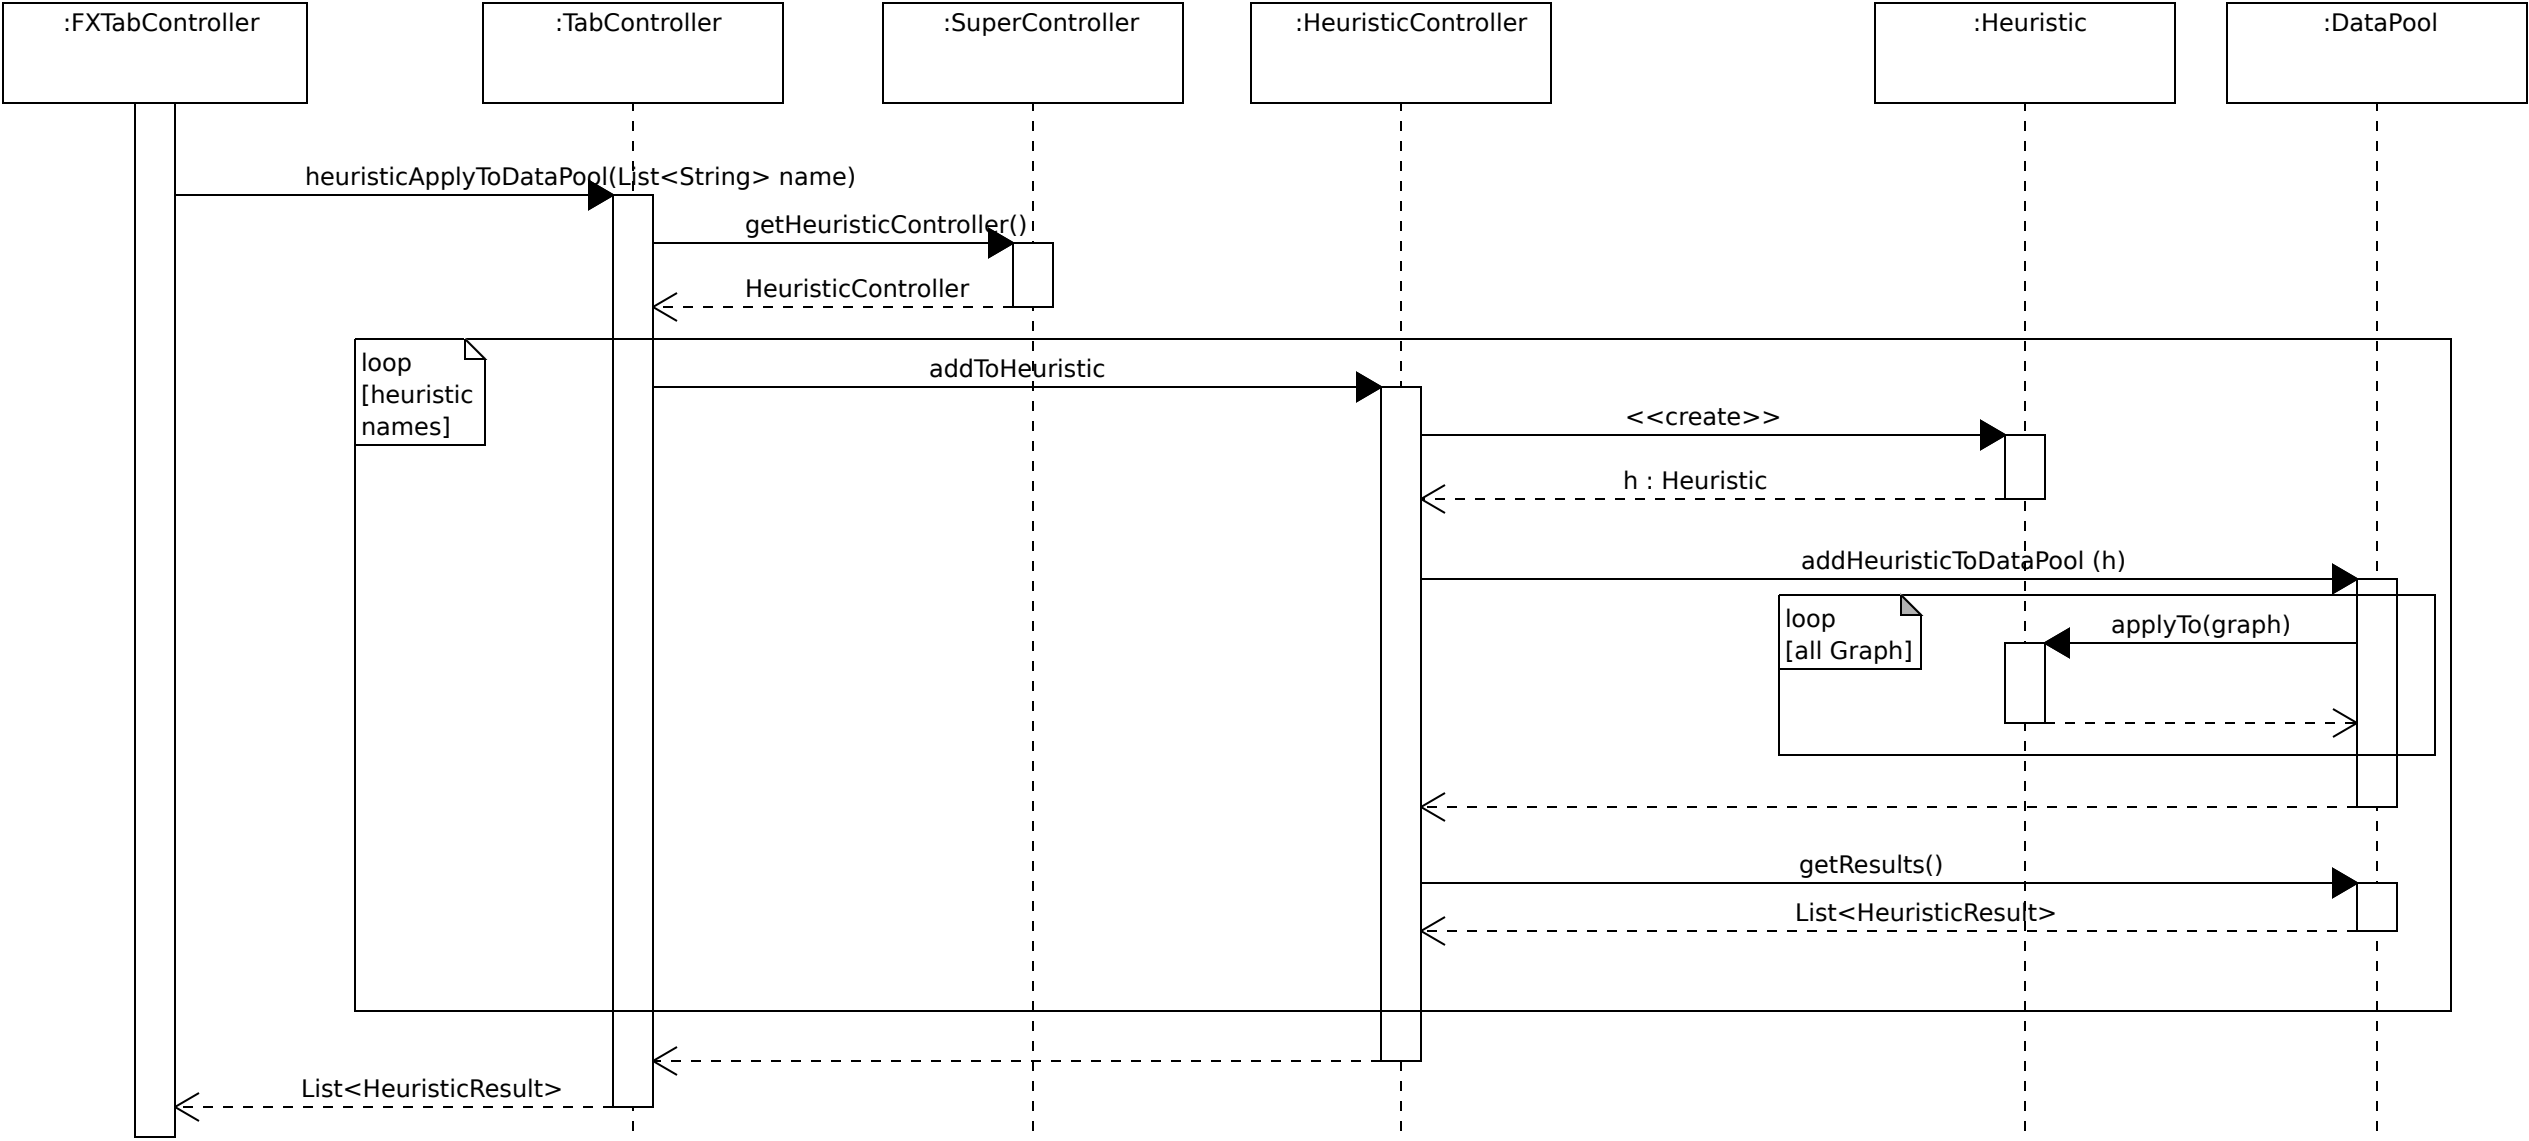 :FXTabController
:TabController
:SuperController
:HeuristicController
:Heuristic
:DataPool
heuristicApplyToDataPool(List<String> name)
getHeuristicController()
HeuristicController
loop
[heuristic
names]
addToHeuristic
<<create>>
h : Heuristic
addHeuristicToDataPool (h)
loop
[all Graph]
applyTo(graph)
getResults()
List<HeuristicResult>
List<HeuristicResult>